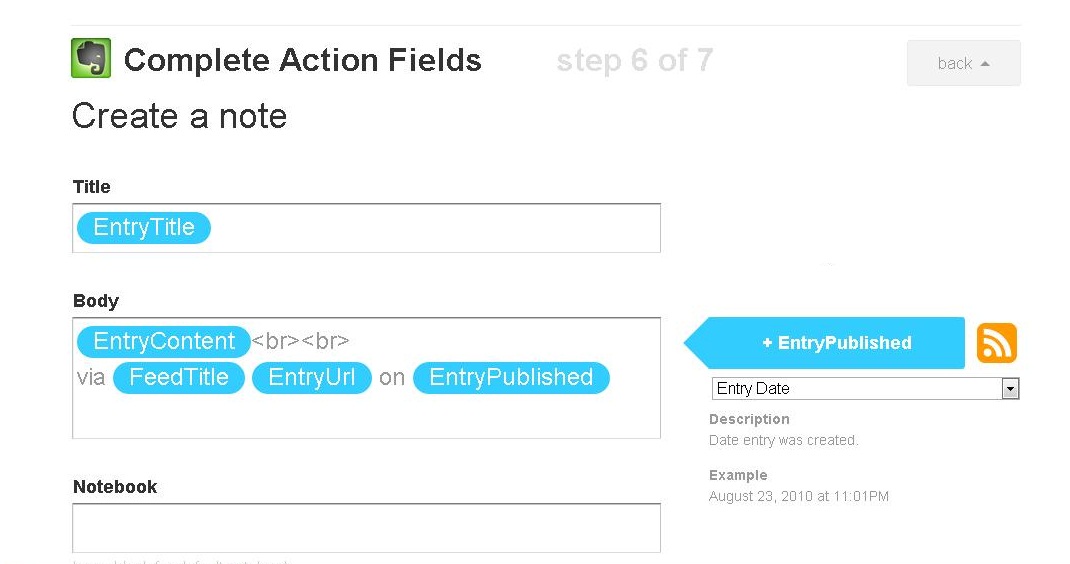 Complete Action Fields step 6 of 7 back
Create a note
Title
EntryTitle
Body
EntryContent <br><br>
via FeedTitle EntryUrl on EntryPublished
+ EntryPublished
Entry Date
Description
Date entry was created.
Example
August 23, 2010 at 11:01PM
Notebook